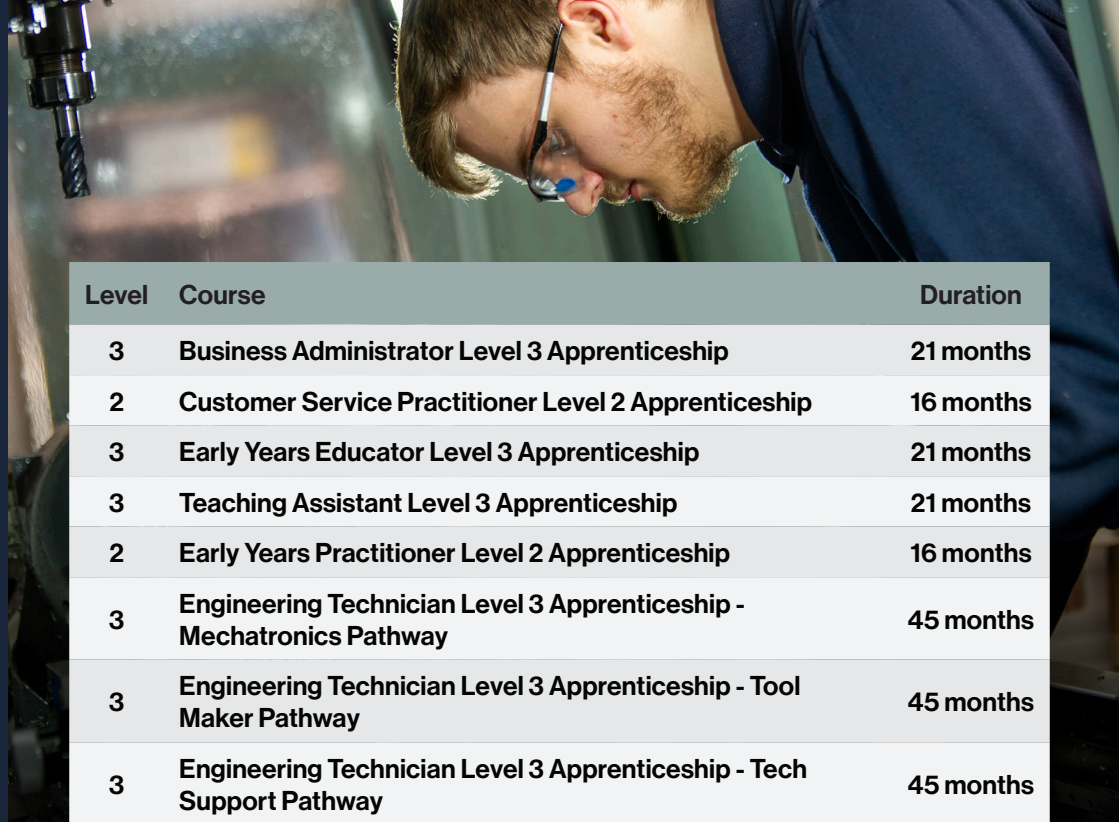 Level Course Duration
3 Business Administrator Level 3 Apprenticeship 21 months
2 Customer Service Practitioner Level 2 Apprenticeship 16 months
3 Early Years Educator Level 3 Apprenticeship 21 months
3 Teaching Assistant Level 3 Apprenticeship 21 months
2 Early Years Practitioner Level 2 Apprenticeship 16 months
3 Engineering Technician Level 3 Apprenticeship - 45 months
Mechatronics Pathway
3 Engineering Technician Level 3 Apprenticeship - Tool 45 months
Maker Pathway
3 Engineering Technician Level 3 Apprenticeship - Tech 45 months
Support Pathway